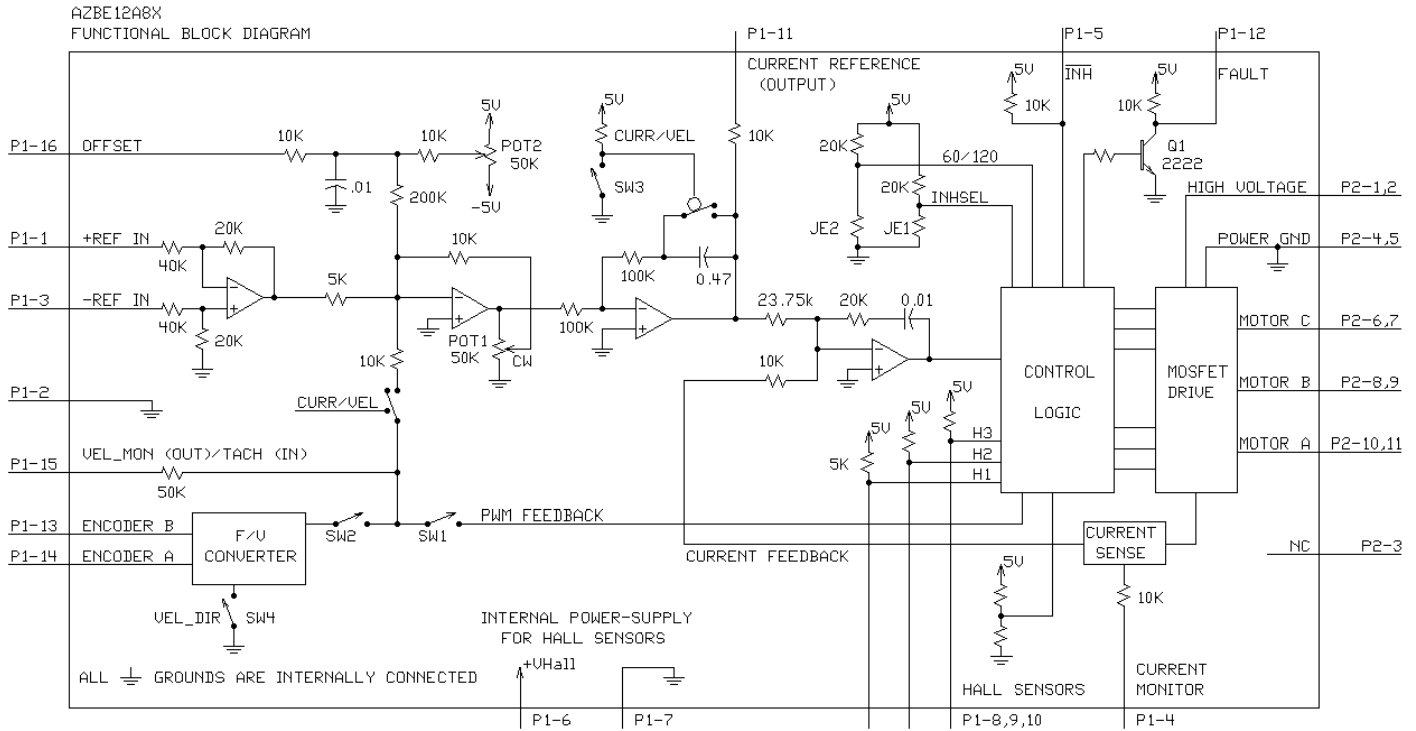 AZBE12A8X
FUNCTIONAL BLOCK DIAGRAM
P1-11
P1-5
P1-12
CURRENT REFERENCE
(OUTPUT)
INH
FAULT
5V
10K
5V
10K
Q1
2222
P1-16
OFFSET
10K
10K
5V
POT2
50K
-5V
.01
200K
5V
CURR/VEL
SW3
10K
5V
20K
60/120
20K
INHSEL
JE2
JE1
HIGH VOLTAGE
P2-1,2
POWER GND
P2-4,5
P1-1
+REF IN
20K
40K
P1-3
-REF IN
40K
20K
5K
10K
POT1
50K
CW
100K
100K
0.47
23.75k
20K
0.01
10K
CONTROL
LOGIC
MOSFET
DRIVE
MOTOR C
P2-6,7
MOTOR B
P2-8,9
MOTOR A
P2-10,11
10K
P1-2
CURR/VEL
5V
5V
5V
5K
H3
H2
H1
P1-15
VEL_MON (OUT)/TACH (IN)
50K
P1-13
ENCODER B
P1-14
ENCODER A
F/V
CONVERTER
SW2
SW1
PWM FEEDBACK
CURRENT FEEDBACK
CURRENT
SENSE
NC
P2-3
5V
10K
VEL_DIR
SW4
INTERNAL POWER-SUPPLY
FOR HALL SENSORS
+VHall
ALL GROUNDS ARE INTERNALLY CONNECTED
HALL SENSORS
CURRENT
MONITOR
P1-6
P1-7
P1-8,9,10
P1-4